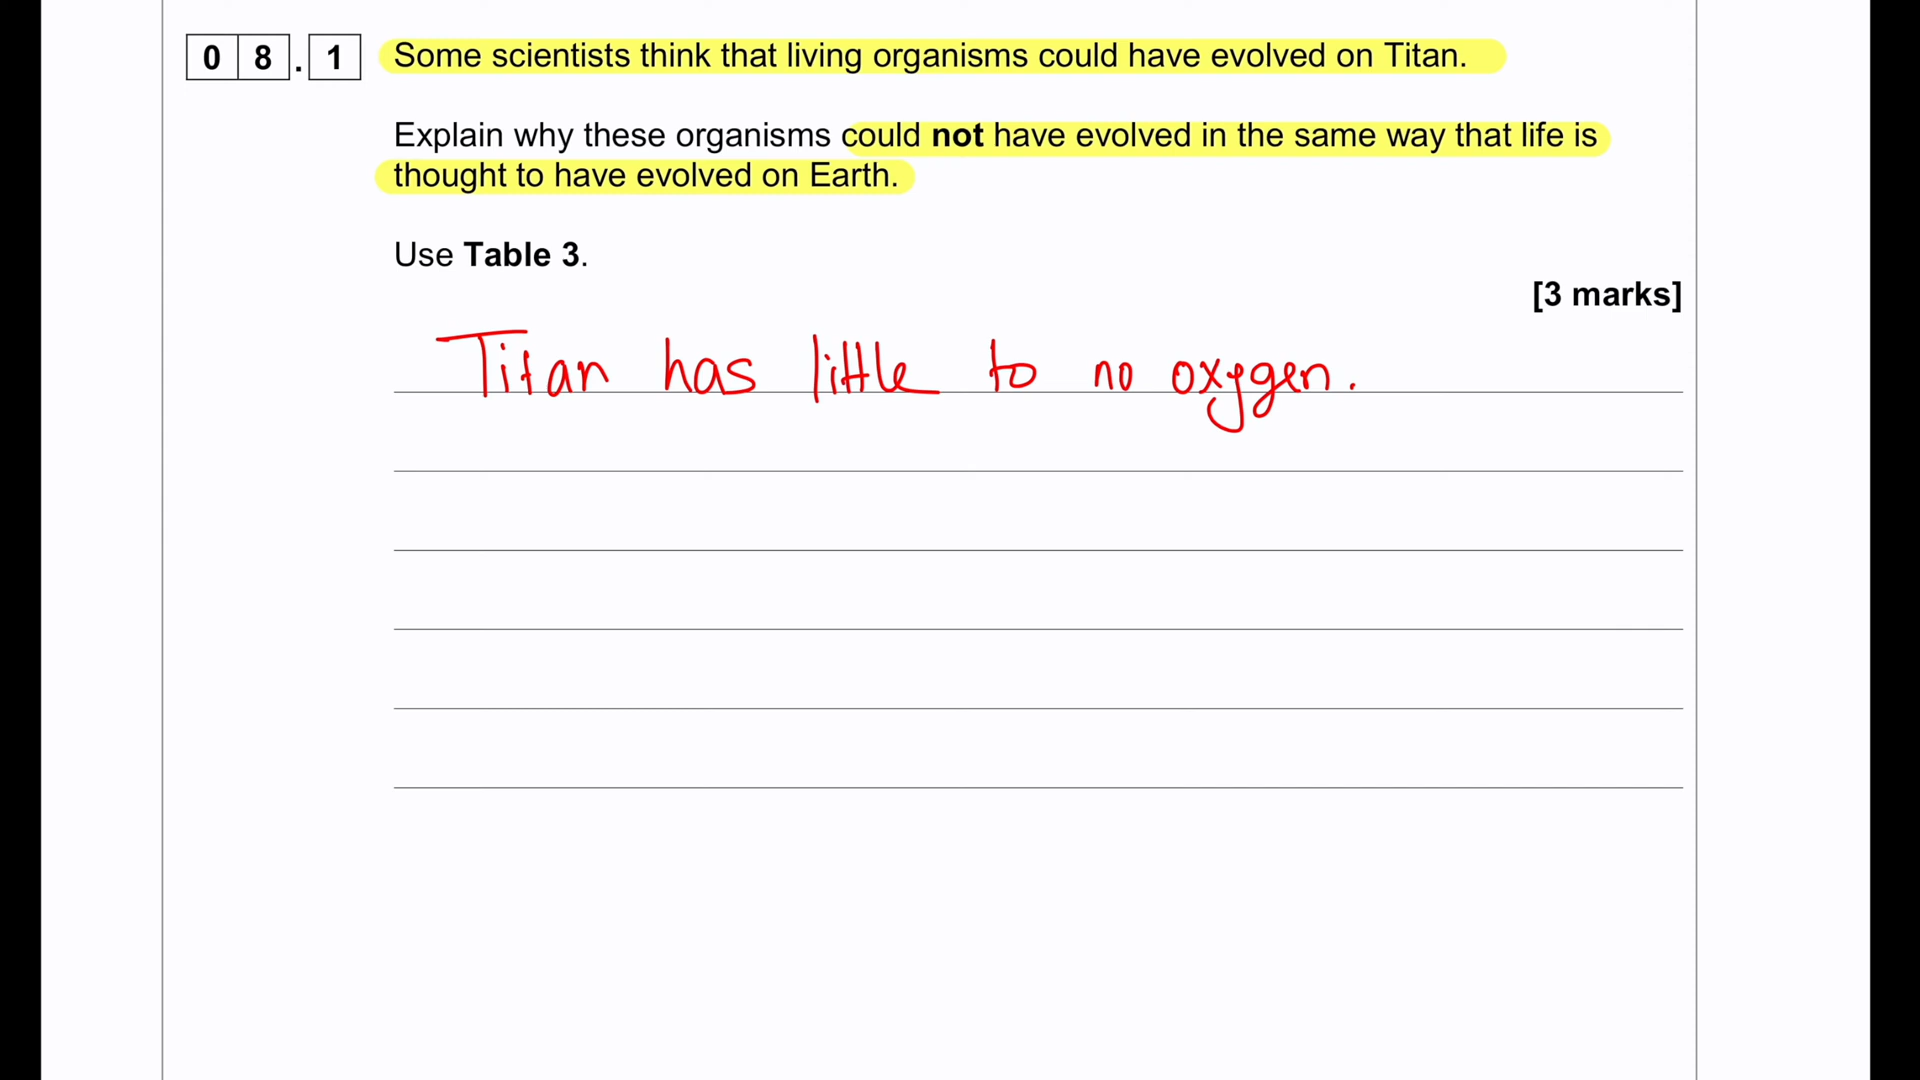 08.1 Some scientists think that living organisms could have evolved on Titan.
Explain why these organisms could not have evolved in the same way that life is
thought to have evolved on Earth.
Use Table 3.
[3 marks]
Titan has little to no oxygen.